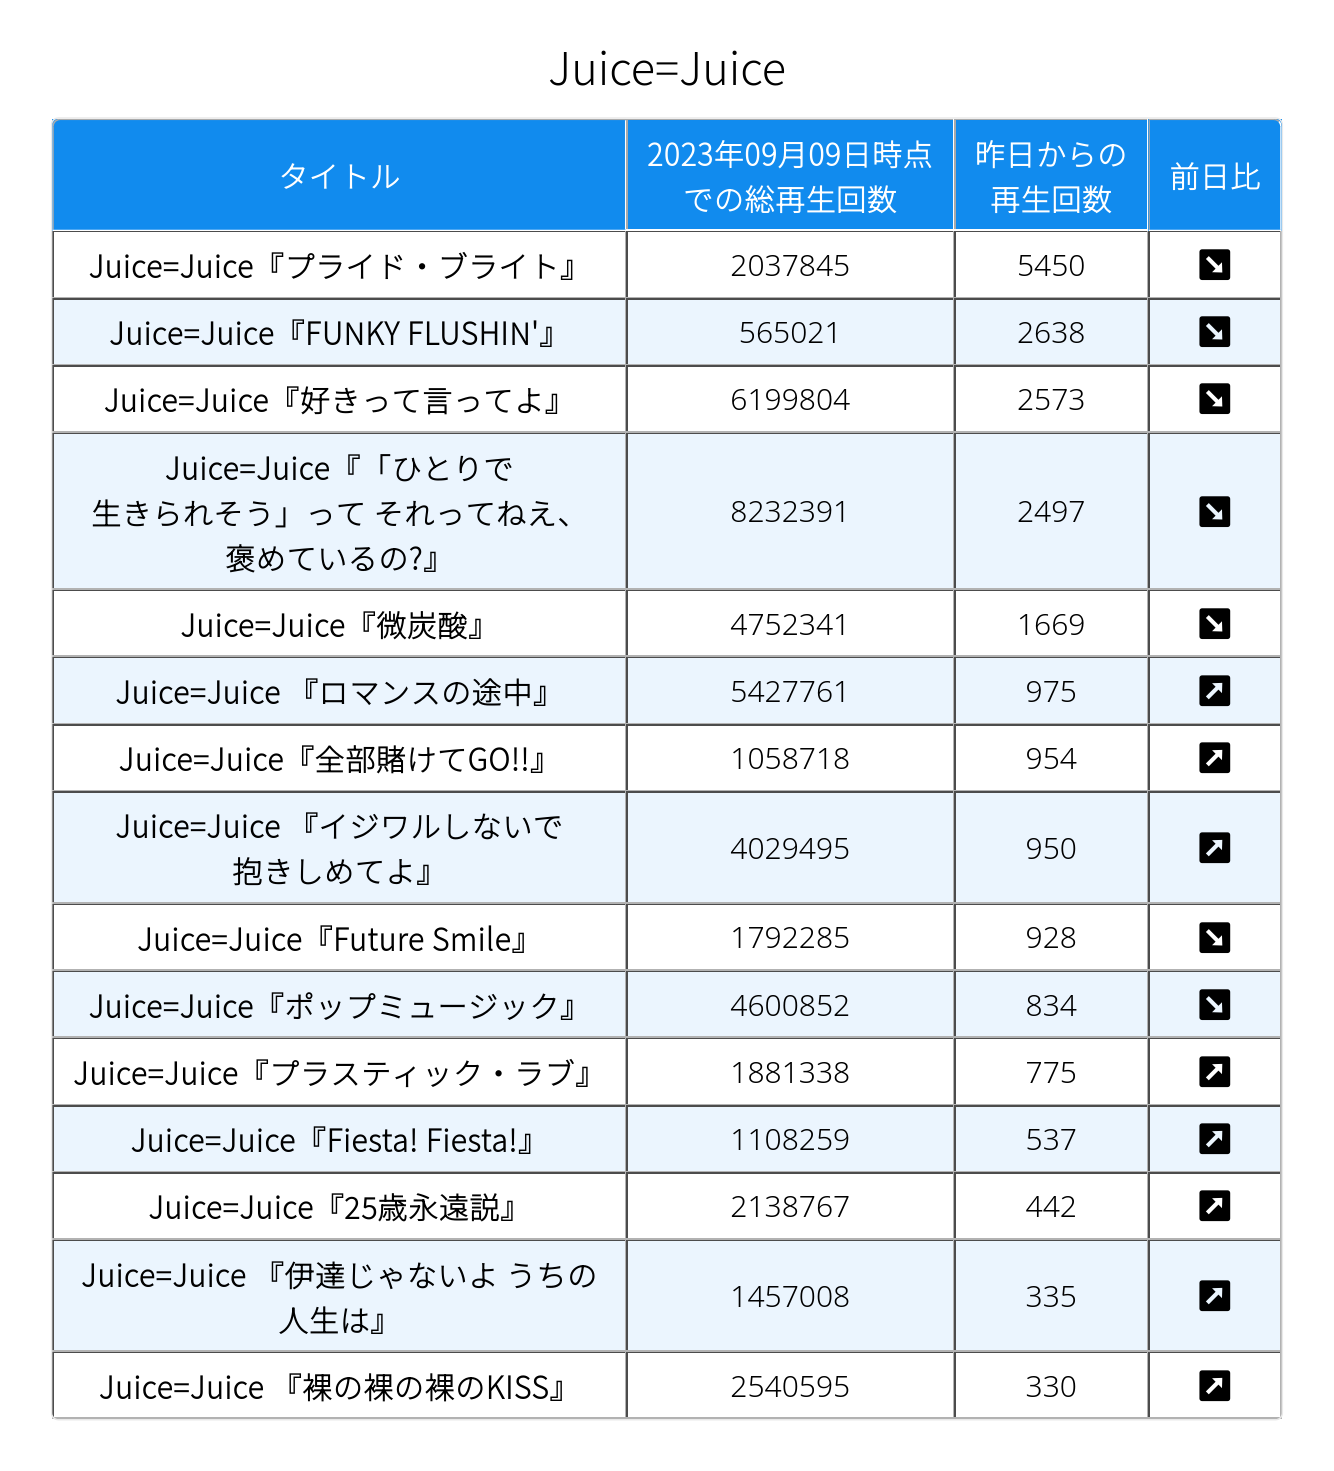 Juice=Juice
タイトル
2023年09月09日時点
での総再生回数
昨日からの
再生回数
前日比
Juice=Juice『プライド・ブライト』 2037845 5450
Juice=Juice『FUNKY FLUSHIN'』 565021 2638
Juice=Juice『好きって言ってよ』 6199804 2573
Juice=Juice『「ひとりで
生きられそう」って それってねえ、
褒めているの?』 8232391 2497
Juice=Juice『微炭酸』 4752341 1669
Juice=Juice 『ロマンスの途中』 5427761 975
Juice=Juice『全部賭けてGO!!』 1058718 954
Juice=Juice 『イジワルしないで
抱きしめてよ』 4029495 950
Juice=Juice『Future Smile』 1792285 928
Juice=Juice『ポップミュージック』 4600852 834
Juice=Juice『プラスティック・ラブ』 1881338 775
Juice=Juice『Fiesta! Fiesta!』 1108259 537
Juice=Juice『25歳永遠説』 2138767 442
Juice=Juice 『伊達じゃないよ うちの
人生は』 1457008 335
Juice=Juice 『裸の裸の裸のKISS』 2540595 330